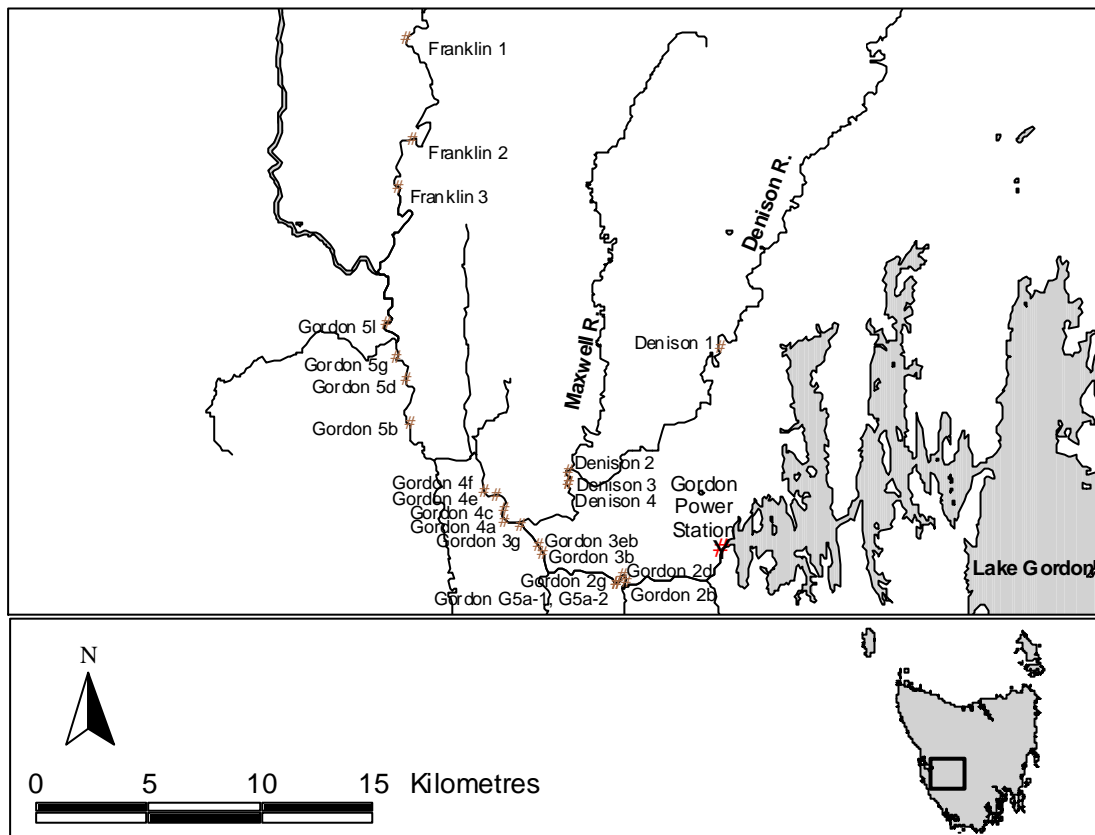 Franklin 1
Franklin 2
Franklin 3
Denison R.
Maxwell R.
Gordon 5l
Denison 1
Gordon 5g
Gordon 5d
Gordon 5b
Denison 2
Gordon 4f
Denison 3
Gordon
Gordon 4e
Denison 4
Power
Gordon 4c
Station
Gordon 4a
Gordon 3g
Gordon 3eb
Gordon 3b
Gordon 2d
Lake Gordon
Gordon 2g
Gordon 2b
Gordon G5a-1, G5a-2
N
0 5 10 15 Kilometres